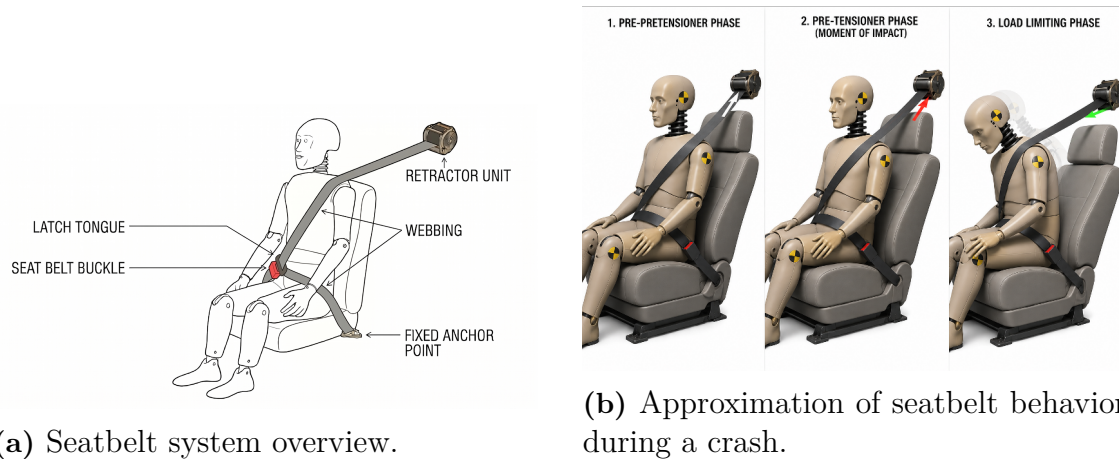 RETRACTOR UNIT
LATCH TONGUE
WEBBING
SEAT BELT BUCKLE
FIXED ANCHOR
POINT
(a) Seatbelt system overview.
1. PRE-PRETENSIONER PHASE
2. PRE-TENSIONER PHASE
(MOMENT OF IMPACT)
3. LOAD LIMITING PHASE
(b) Approximation of seatbelt behavior
during a crash.